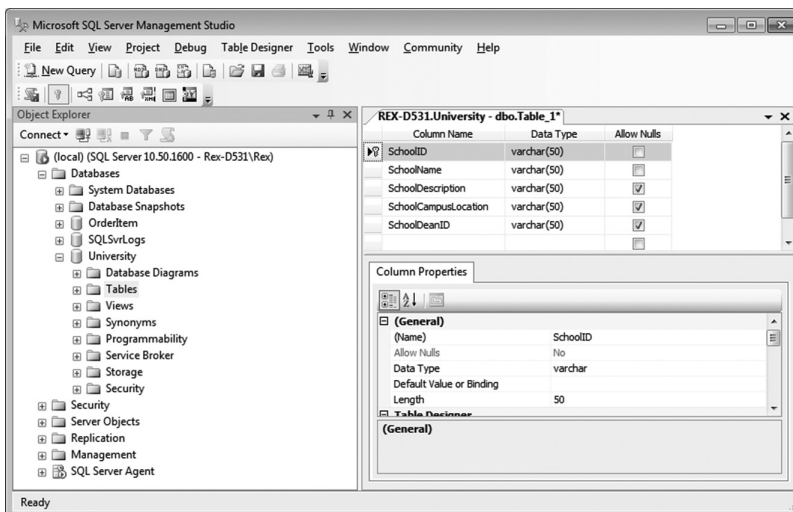 Microsoft SQL Server Management Studio
File Edit View Project Debug Table Designer Tools Window Community Help
New Query
Object Explorer
Connect
(local) (SQL Server 10.50.1600 - Rex-D531\Rex)
Databases
System Databases
Database Snapshots
OrderItem
SQLSvrLogs
University
Database Diagrams
Tables
Views
Synonyms
Programmability
Service Broker
Storage
Security
Security
Server Objects
Replication
Management
SQL Server Agent
REX-D531.University - dbo.Table_1*
Column Name Data Type Allow Nulls
SchoolID varchar(50)
SchoolName varchar(50)
SchoolDescription varchar(50)
SchoolCampusLocation varchar(50)
SchoolDeanID varchar(50)
Column Properties
(General)
(Name) SchoolID
Allow Nulls No
Data Type varchar
Default Value or Binding
Length 50
Table Designer
(General)
Ready